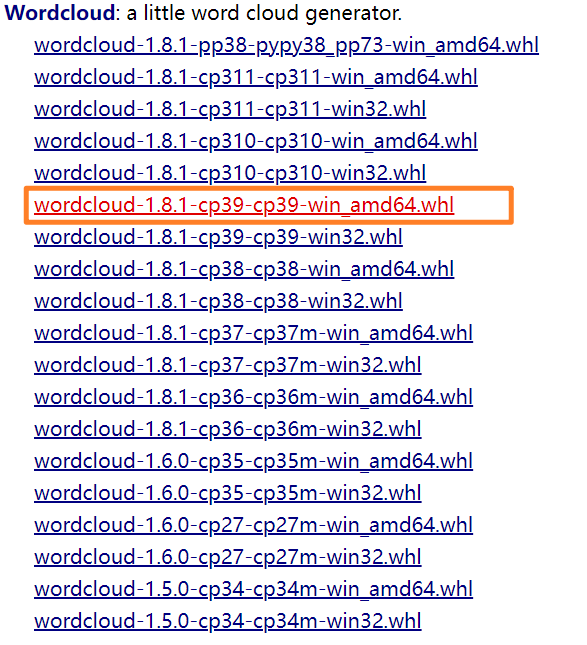 Wordcloud: a little word cloud generator.
wordcloud-1.8.1-pp38-pypy38_pp73-win_amd64.whl
wordcloud-1.8.1-cp311-cp311-win_amd64.whl
wordcloud-1.8.1-cp311-cp311-win32.whl
wordcloud-1.8.1-cp310-cp310-win_amd64.whl
wordcloud-1.8.1-cp310-cp310-win32.whl
wordcloud-1.8.1-cp39-cp39-win_amd64.whl
wordcloud-1.8.1-cp39-cp39-win32.whl
wordcloud-1.8.1-cp38-cp38-win_amd64.whl
wordcloud-1.8.1-cp38-cp38-win32.whl
wordcloud-1.8.1-cp37-cp37m-win_amd64.whl
wordcloud-1.8.1-cp37-cp37m-win32.whl
wordcloud-1.8.1-cp36-cp36m-win_amd64.whl
wordcloud-1.8.1-cp36-cp36m-win32.whl
wordcloud-1.6.0-cp35-cp35m-win_amd64.whl
wordcloud-1.6.0-cp35-cp35m-win32.whl
wordcloud-1.6.0-cp27-cp27m-win_amd64.whl
wordcloud-1.6.0-cp27-cp27m-win32.whl
wordcloud-1.5.0-cp34-cp34m-win_amd64.whl
wordcloud-1.5.0-cp34-cp34m-win32.whl